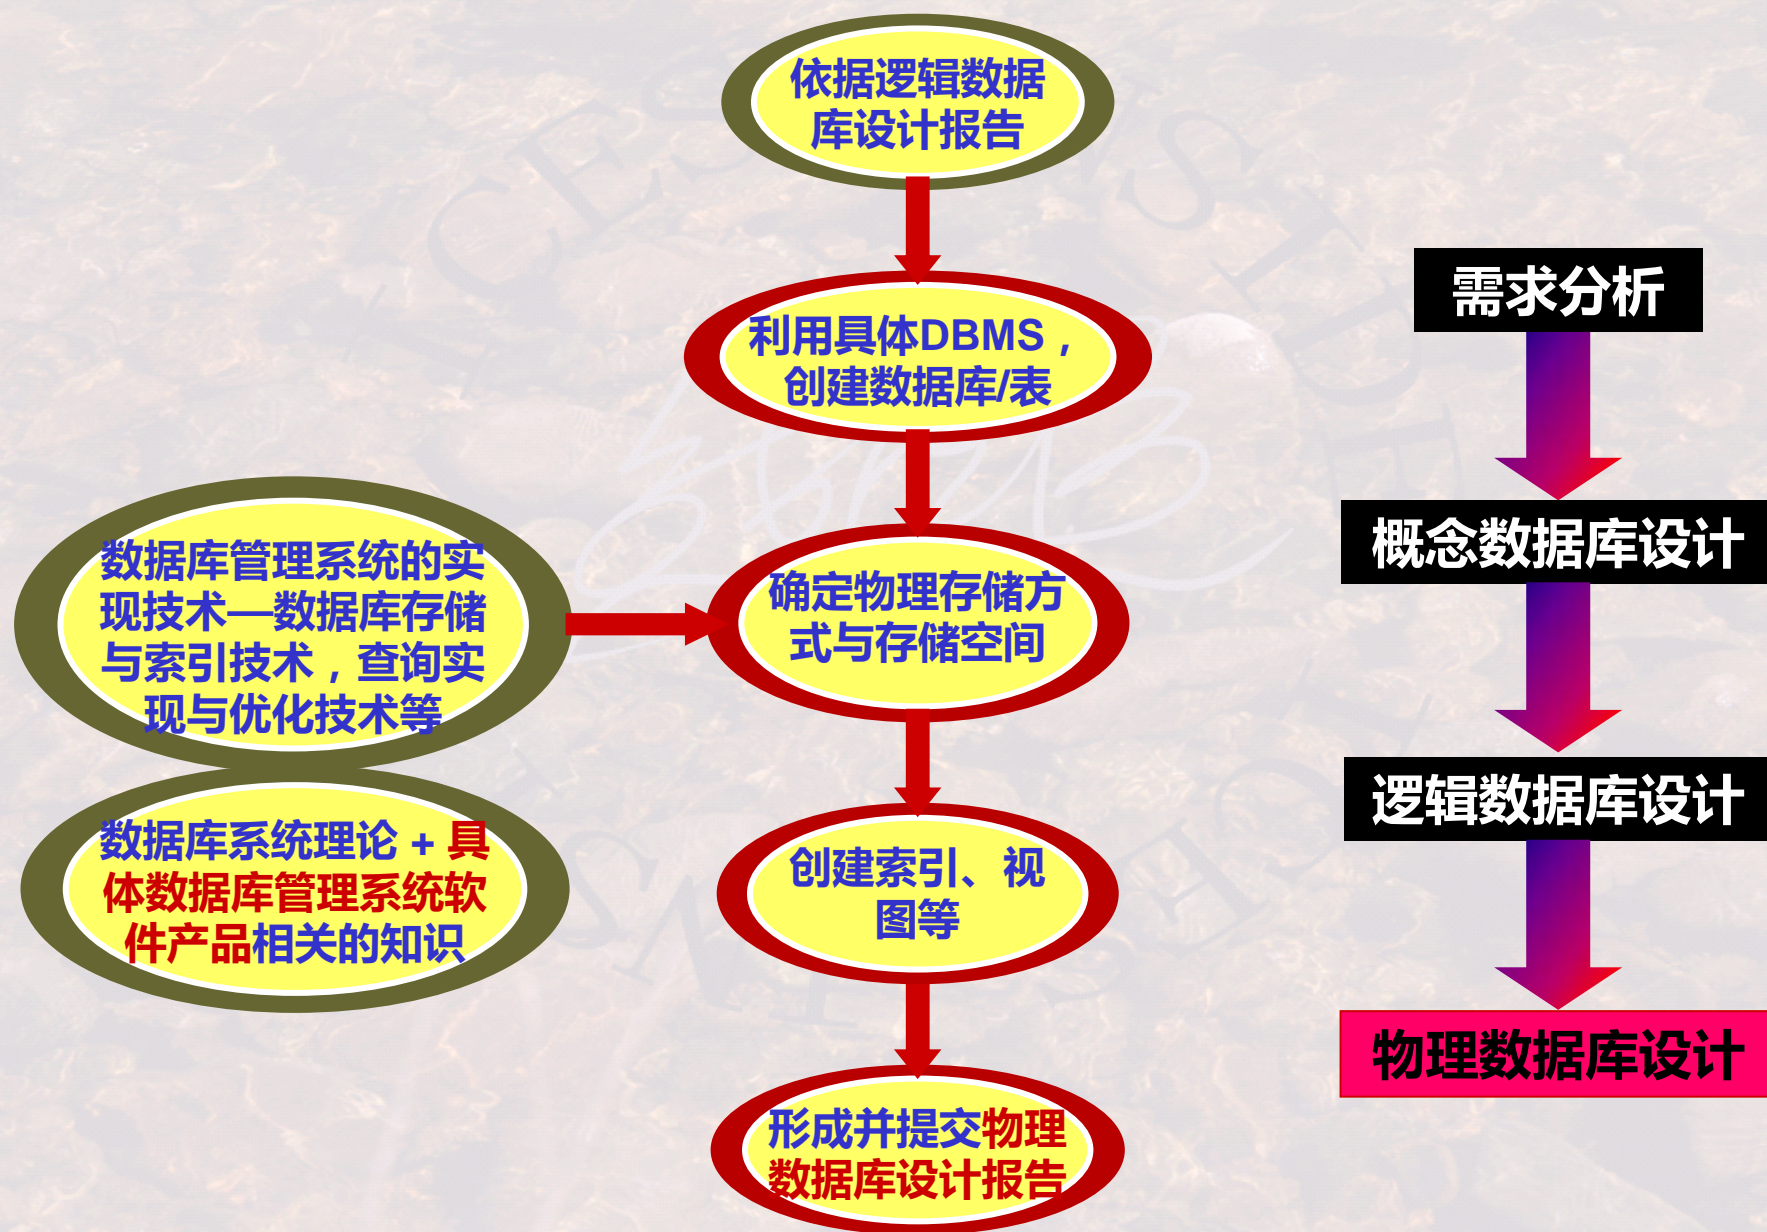 依据逻辑数据
库设计报告
利用具体DBMS，
创建数据库/表
数据库管理系统的实
现技术—数据库存储
与索引技术，查询实
现与优化技术等
确定物理存储方
式与存储空间
数据库系统理论 + 具
体数据库管理系统软
件产品相关的知识
创建索引、视
图等
形成并提交物理
数据库设计报告
需求分析
概念数据库设计
逻辑数据库设计
物理数据库设计